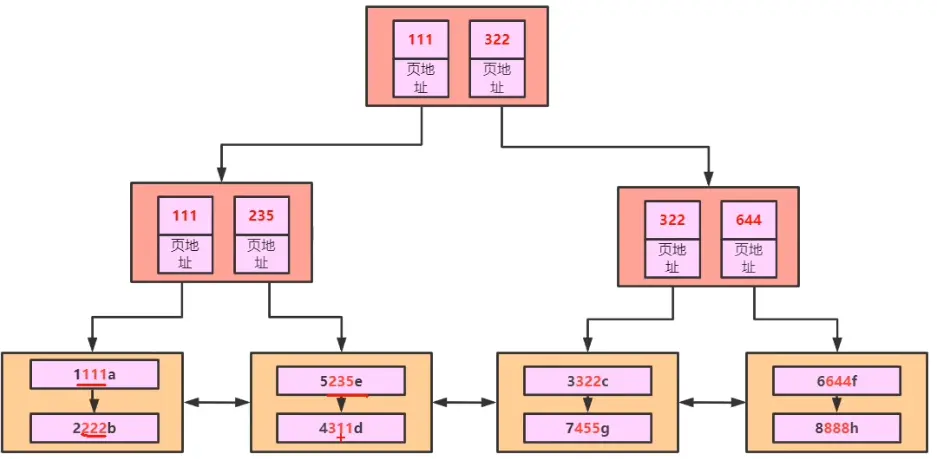 111 322
页地址 页地址
111 235
页地址 页地址
322 644
页地址 页地址
1111a
2222b
5235e
4311d
3322c
7455g
6644f
8888h